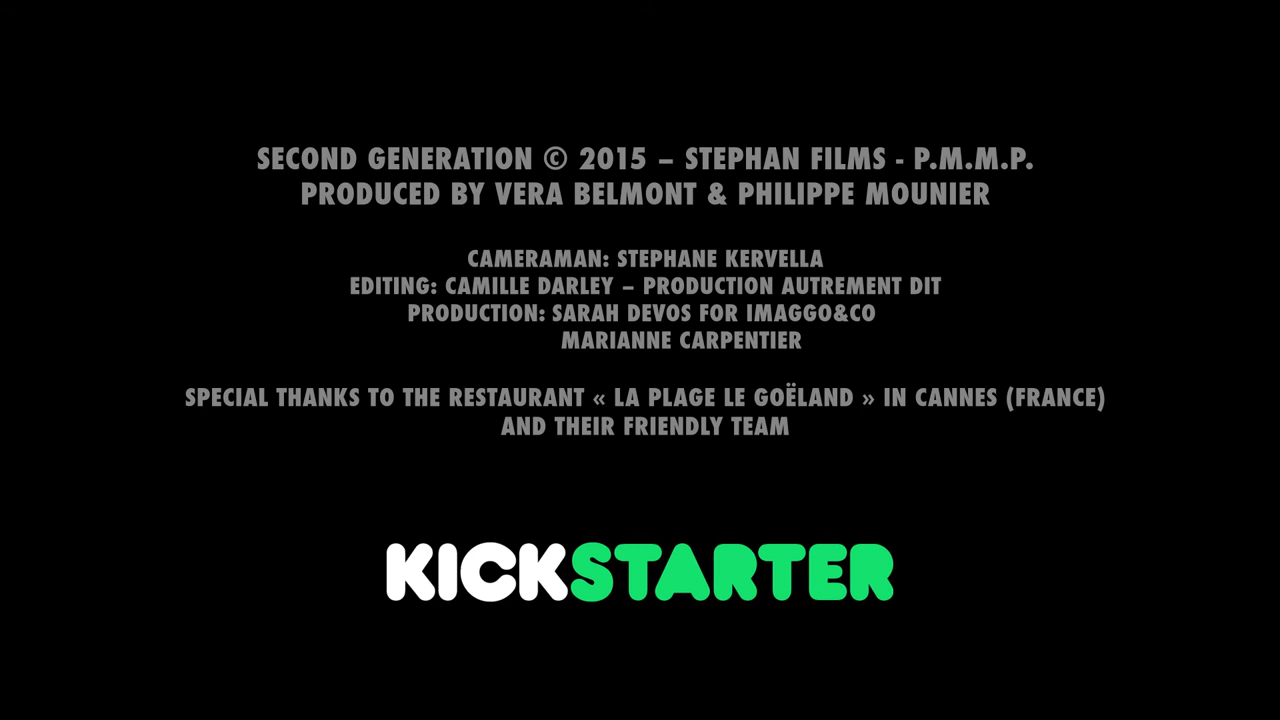 SECOND GENERATION © 2015 – STEPHAN FILMS - P.M.M.P.
PRODUCED BY VERA BELMONT & PHILIPPE MOUNIER
CAMERAMAN: STEPHANE KERVELLA
EDITING: CAMILLE DARLEY – PRODUCTION AUTREMENT DIT
PRODUCTION: SARAH DEVOS FOR IMAGGO&CO
MARIANNE CARPENTIER
SPECIAL THANKS TO THE RESTAURANT « LA PLAGE LE GOËLAND » IN CANNES (FRANCE)
AND THEIR FRIENDLY TEAM
KICKSTARTER